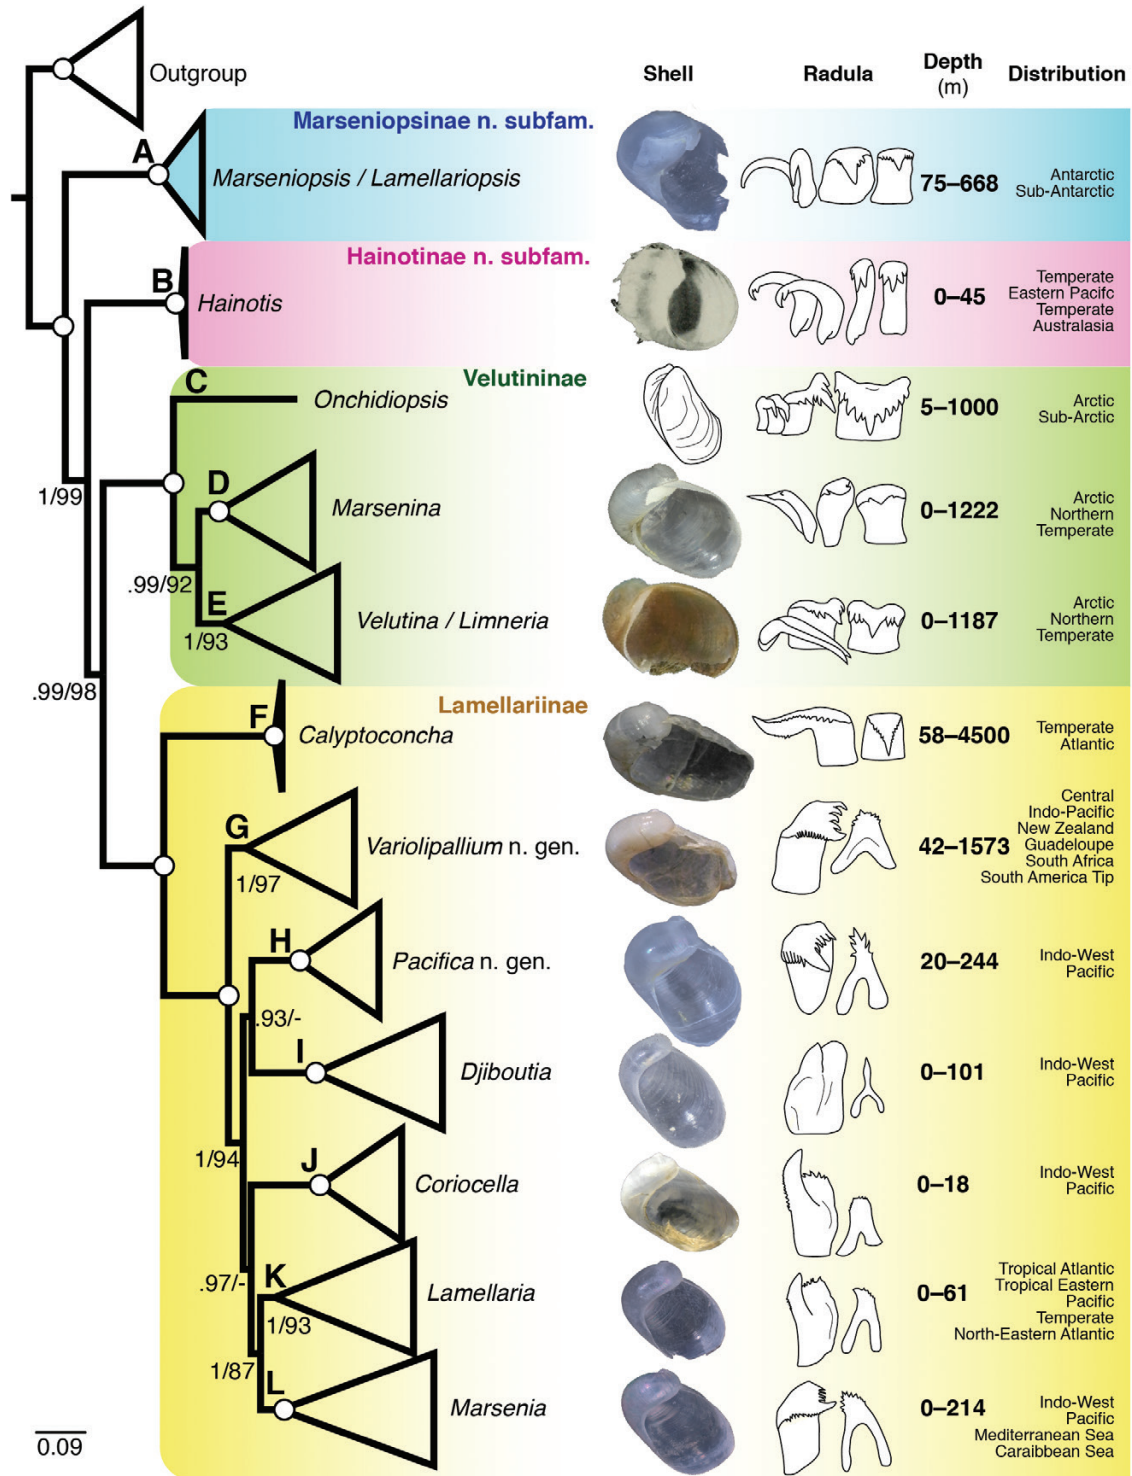 Outgroup
Shell
Radula
Depth
(m)
Distribution
Marseniopsinae n. subfam.
A
Marseniopsis / Lamellariopsis
75–668
Antarctic
Sub-Antarctic
Hainotinae n. subfam.
B
Hainotis
0–45
Temperate
Eastern Pacifc
Temperate
Australasia
Velutininae
C
Onchidiopsis
5–1000
Arctic
Sub-Arctic
1/99
D
Marsenina
0–1222
Arctic
Northern
Temperate
.99/92
E
1/93
Velutina / Limneria
0–1187
Arctic
Northern
Temperate
.99/98
Lamellariinae
F
Calyptoconcha
58–4500
Temperate
Atlantic
G
1/97
Variolipallium n. gen.
42–1573
Central
Indo-Pacific
New Zealand
Guadeloupe
South Africa
South America Tip
H
Pacifica n. gen.
20–244
Indo-West
Pacific
.93/-
I
Djiboutia
0–101
Indo-West
Pacific
1/94
J
Coriocella
0–18
Indo-West
Pacific
.97/-
K
1/93
Lamellaria
0–61
Tropical Atlantic
Tropical Eastern
Pacific
Temperate
North-Eastern Atlantic
1/87
L
Marsenia
0–214
Indo-West
Pacific
Mediterranean Sea
Caraibbean Sea
0.09